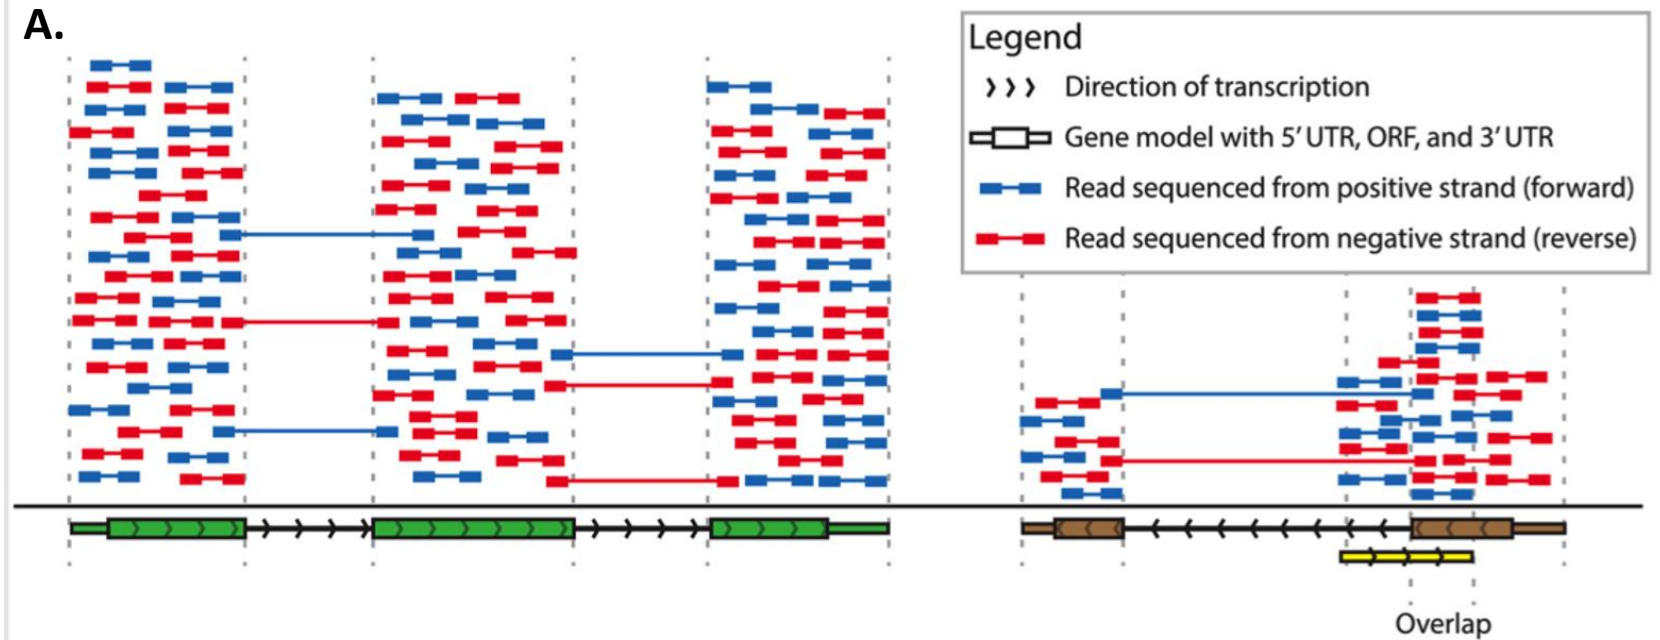 A.
Legend
Direction of transcription
Gene model with 5’ UTR, ORF, and 3’ UTR
Read sequenced from positive strand (forward)
Read sequenced from negative strand (reverse)
Overlap